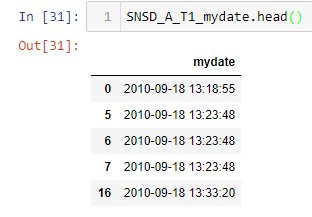 In [31]: 1 SNSD_A_T1_mydate.head()
Out[31]:
mydate
0 2010-09-18 13:18:55
5 2010-09-18 13:23:48
6 2010-09-18 13:23:48
7 2010-09-18 13:23:48
16 2010-09-18 13:33:20